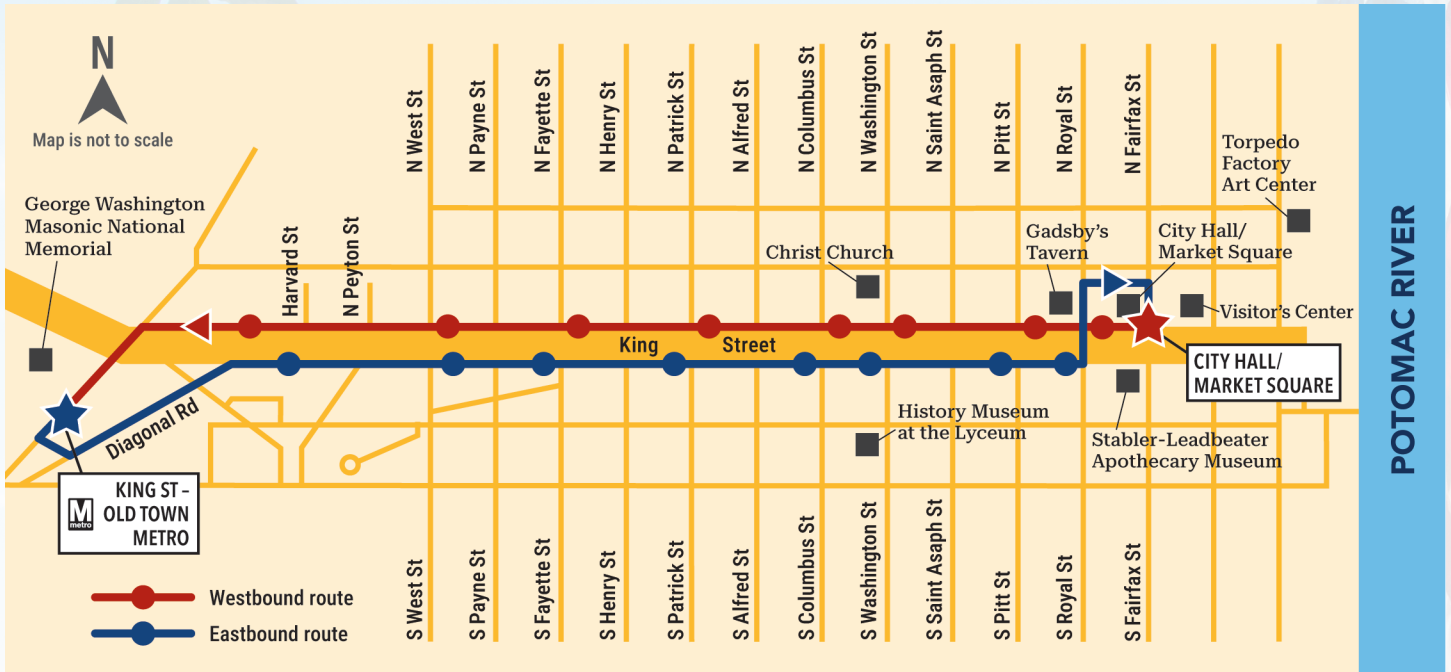 N
Map is not to scale
George Washington
Masonic National
Memorial
Harvard St
N Peyton St
N West St
N Payne St
N Fayette St
N Henry St
N Patrick St
N Alfred St
N Columbus St
N Washington St
N Saint Asaph St
N Pitt St
N Royal St
N Fairfax St
Torpedo
Factory
Art Center
Christ Church
Gadsby's
Tavern
City Hall/
Market Square
Visitor's Center
King Street
CITY HALL/
MARKET SQUARE
POTOMAC RIVER
Diagonal Rd
History Museum
at the Lyceum
Stabler-Leadbeater
Apothecary Museum
M
metro
KING ST –
OLD TOWN
METRO
S West St
S Payne St
S Fayette St
S Henry St
S Patrick St
S Alfred St
S Columbus St
S Washington St
S Saint Asaph St
S Pitt St
S Royal St
S Fairfax St
Westbound route
Eastbound route